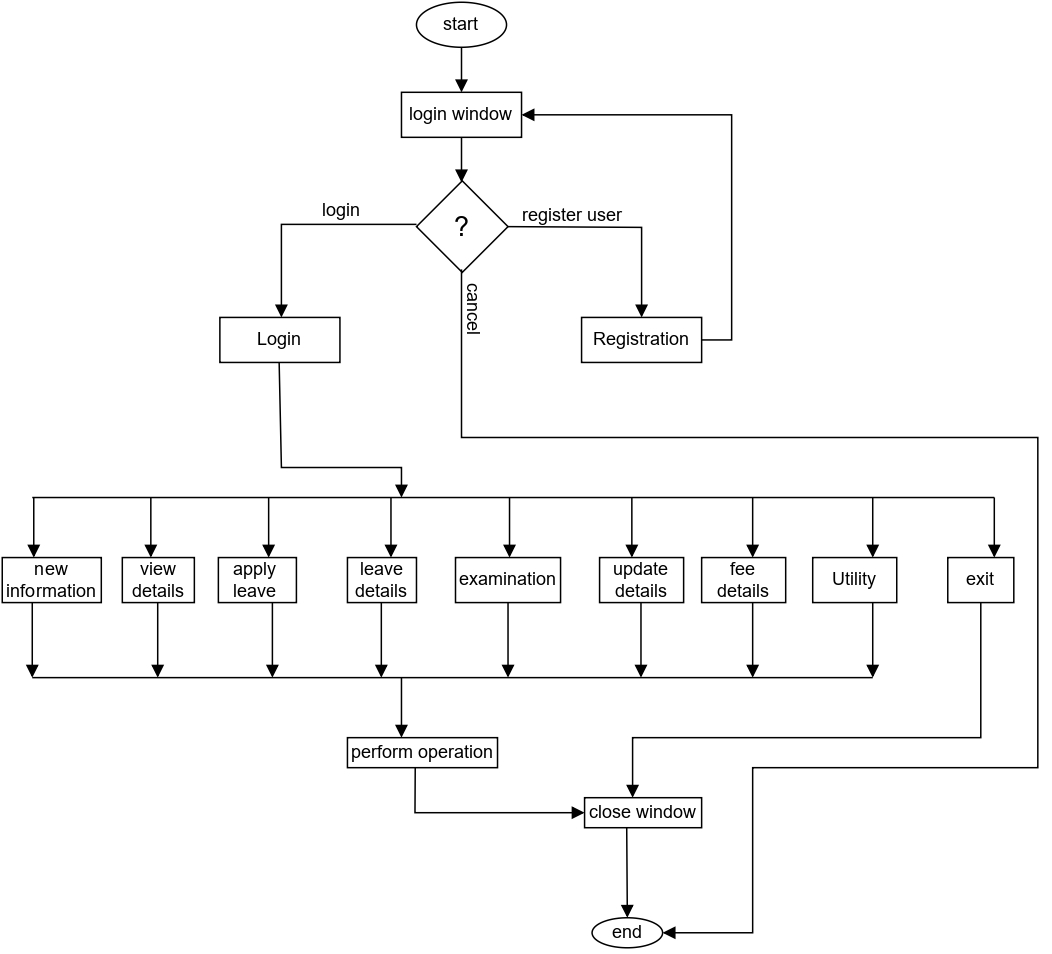 start
login window
login
?
register user
cancel
Login
Registration
new
information
view
details
apply
leave
leave
details
examination
update
details
fee
details
Utility
exit
perform operation
close window
end